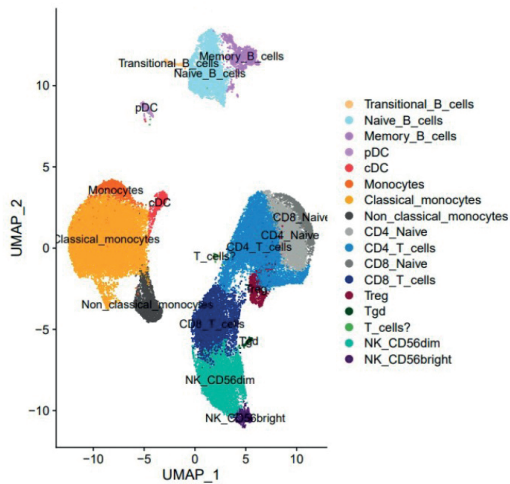 Memory_B_cells
Transitional_B_cells
Naive_B_cells
10
pDC
Transitional_B_cells
Naive_B_cells
Memory_B_cells
pDC
cDC
Monocytes
Classical_monocytes
Non_classical_monocytes
CD4_Naive
CD4_T_cells
CD8_Naive
CD8_T_cells
Treg
Tgd
T_cells?
NK_CD56dim
NK_CD56bright
5
Monocytes
cDC
CD8_Naive
Classical_monocytes
CD4_Naive
CD4_T_cells
0
T_cells?
UMAP_2
Treg
Non_classical_monocytes
CD8_T_cells
−5
Tgd
NK_CD56dim
−10
NK_CD56bright
−10 −5 0 5 10
UMAP_1